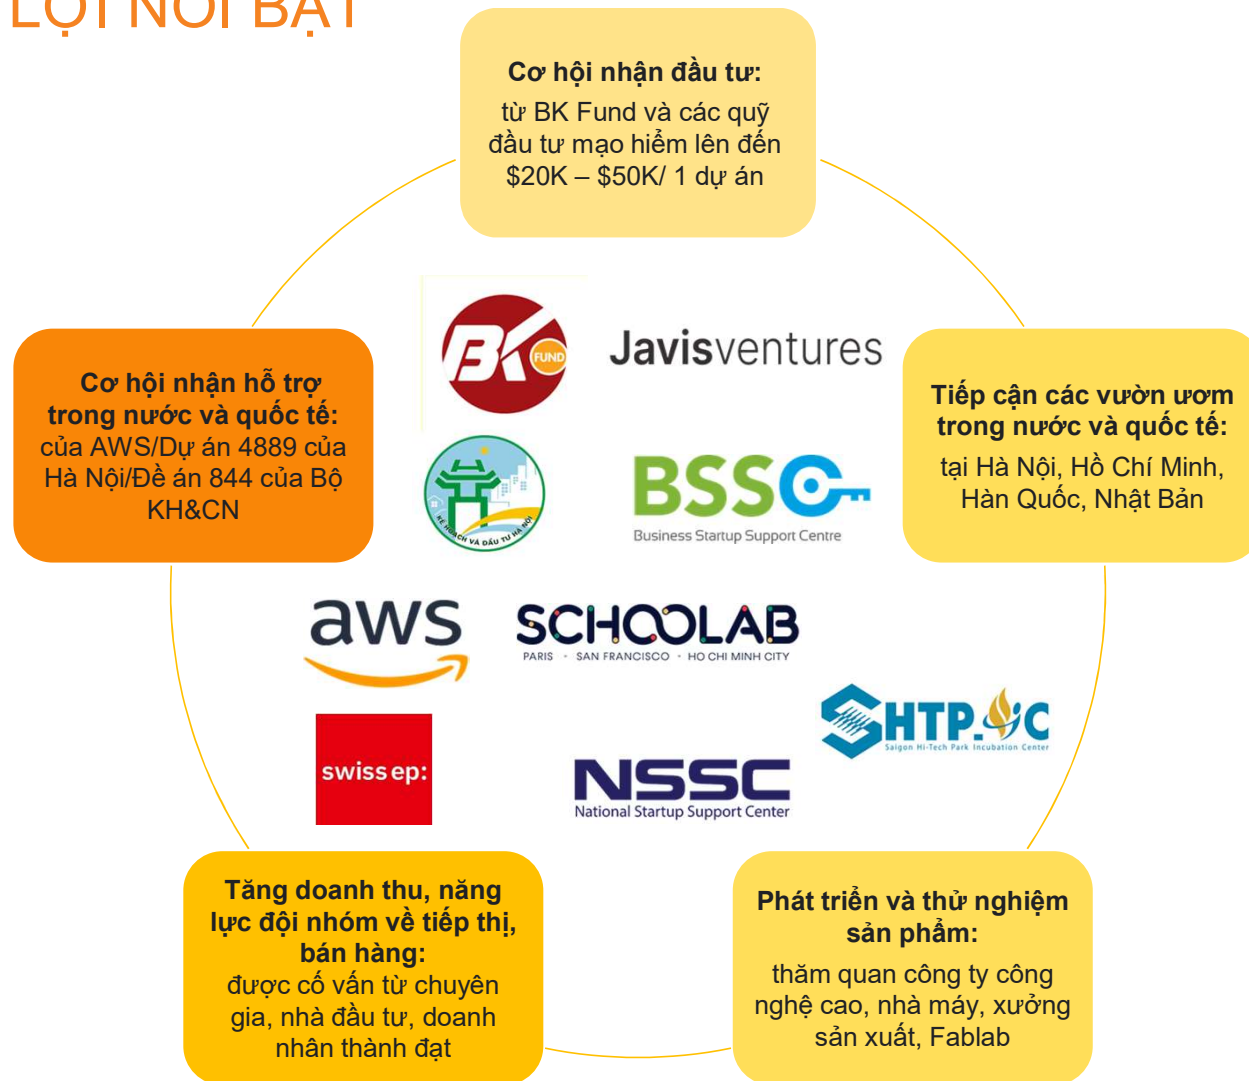 LỢI NỔI BẬT
Cơ hội nhận đầu tư:
từ BK Fund và các quỹ
đầu tư mạo hiểm lên đến
$20K – $50K/ 1 dự án
BK
FUND
Javisventures
Cơ hội nhận hỗ trợ
trong nước và quốc tế:
của AWS/Dự án 4889 của
Hà Nội/Đề án 844 của Bộ
KH&CN
Tiếp cận các vườn ươm
trong nước và quốc tế:
tại Hà Nội, Hồ Chí Minh,
Hàn Quốc, Nhật Bản
KẾ HOẠCH VÀ ĐẦU TƯ HÀ NỘI
BSSC
Business Startup Support Centre
aws
SCHOOLAB
PARIS - SAN FRANCISCO - HO CHI MINH CITY
SHTP.IC
Saigon Hi-Tech Park Incubation Center
swiss ep:
NSSC
National Startup Support Center
Tăng doanh thu, năng
lực đội nhóm về tiếp thị,
bán hàng:
được cố vấn từ chuyên
gia, nhà đầu tư, doanh
nhân thành đạt
Phát triển và thử nghiệm
sản phẩm:
thăm quan công ty công
nghệ cao, nhà máy, xưởng
sản xuất, Fablab